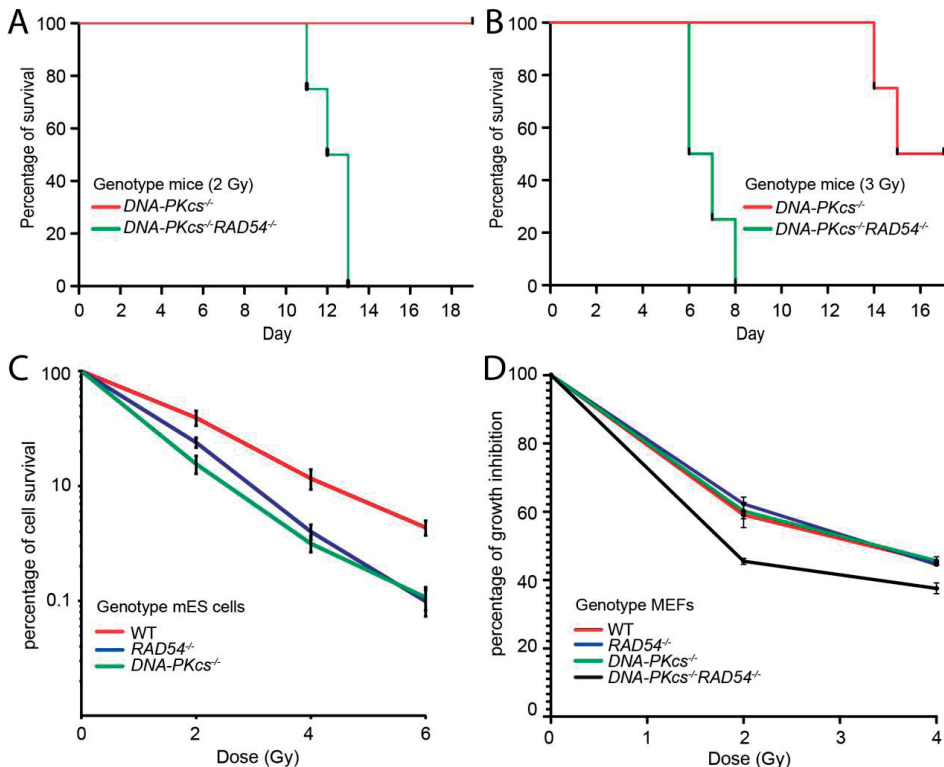 A
Percentage of survival
100
80
60
40
20
0
Genotype mice (2 Gy)
DNA-PKcs-/-
DNA-PKcs-/-RAD54-/-
0 2 4 6 8 10 12 14 16 18
Day
B
Percentage of survival
100
80
60
40
20
0
Genotype mice (3 Gy)
DNA-PKcs-/-
DNA-PKcs-/-RAD54-/-
0 2 4 6 8 10 12 14 16
Day
C
percentage of cell survival
100
10
0.1
Genotype mES cells
WT
RAD54-/-
DNA-PKcs-/-
0 2 4 6
Dose (Gy)
D
percentage of growth inhibition
100
80
60
40
20
0
Genotype MEFs
WT
RAD54-/-
DNA-PKcs-/-
DNA-PKcs-/-RAD54-/-
0 1 2 3 4
Dose (Gy)